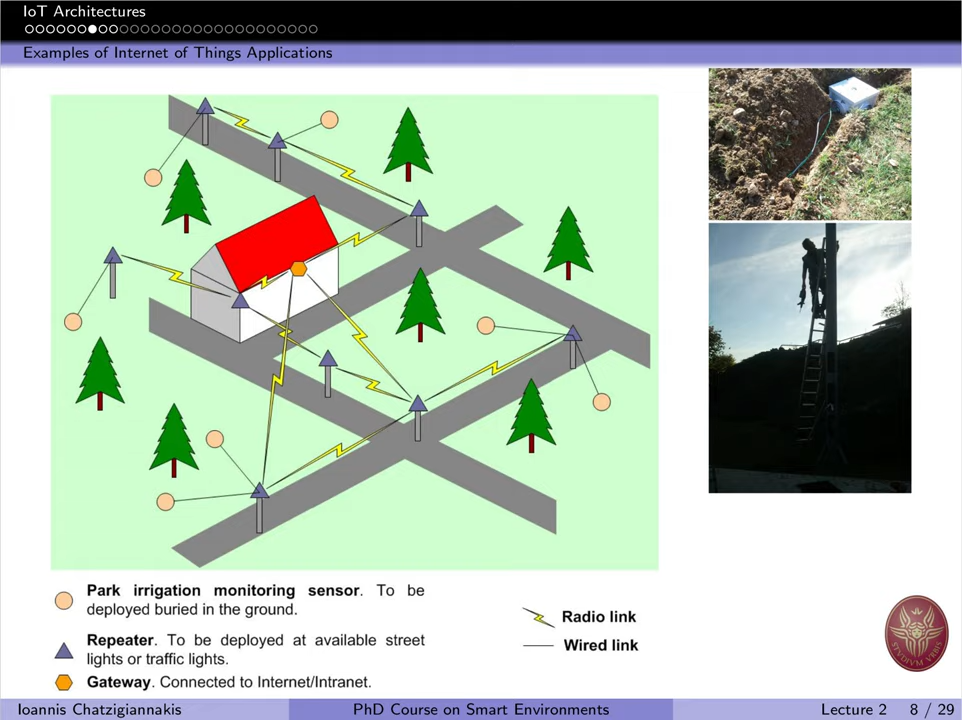 IoT Architectures
Examples of Internet of Things Applications
Park irrigation monitoring sensor. To be
deployed buried in the ground.
Repeater. To be deployed at available street
lights or traffic lights.
Gateway. Connected to Internet/Intranet.
Radio link
Wired link
STVDIVM VRBIS
Ioannis Chatzigiannakis
PhD Course on Smart Environments
Lecture 2
8 / 29